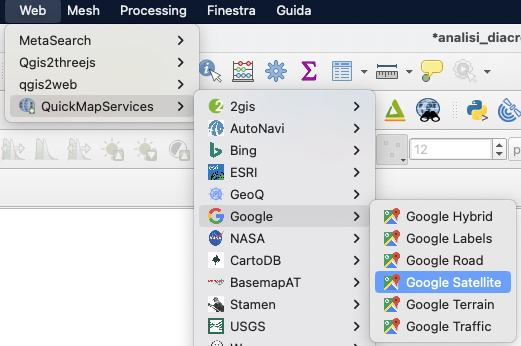 Web Mesh Processing Finestra Guida
*analisi_diacr
MetaSearch
Qgis2threejs
qgis2web
QuickMapServices
2gis
AutoNavi
Bing
ESRI
GeoQ
Google
NASA
CartoDB
BasemapAT
Stamen
USGS
Google Hybrid
Google Labels
Google Road
Google Satellite
Google Terrain
Google Traffic
12